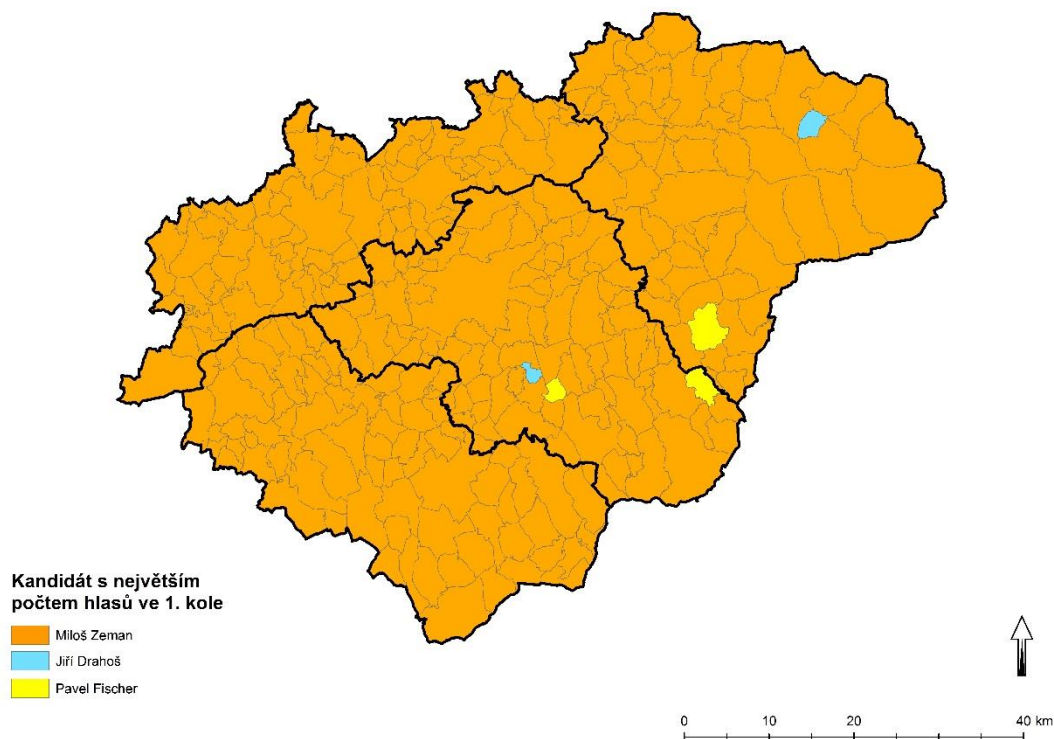 Kandidát s největším
počtem hlasů ve 1. kole
Miloš Zeman
Jiří Drahoš
Pavel Fischer
0 10 20 40 km